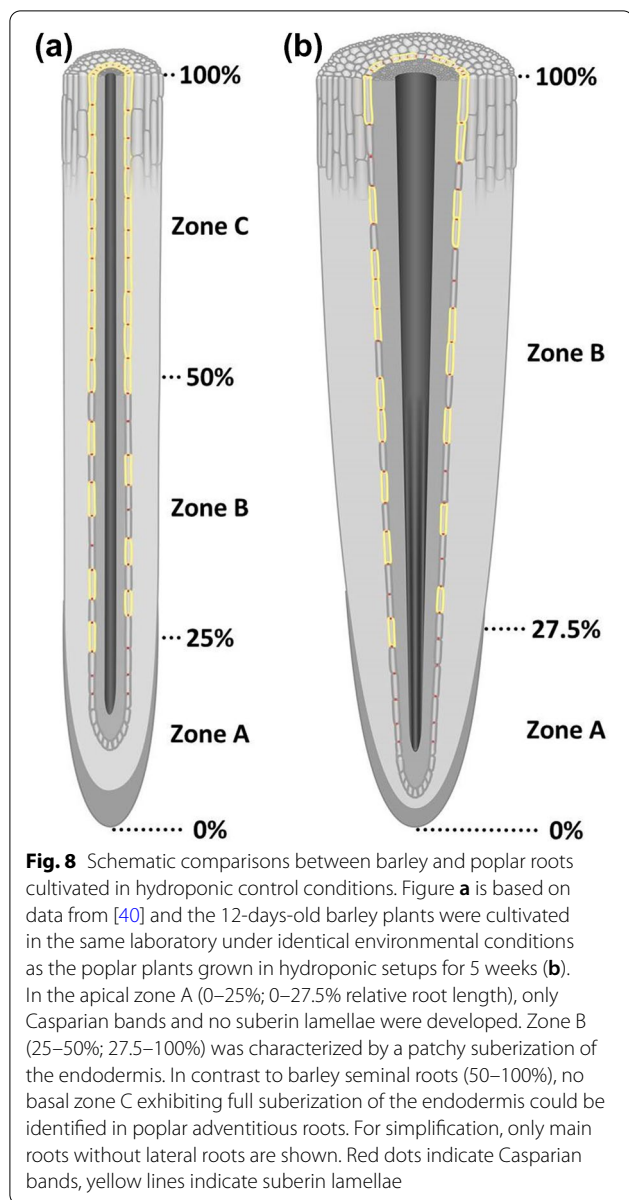 (a)
(b)
100%
100%
Zone C
Zone B
50%
Zone B
25%
27.5%
Zone A
Zone A
0%
0%
Fig. 8 Schematic comparisons between barley and poplar roots
cultivated in hydroponic control conditions. Figure a is based on
data from [40] and the 12-days-old barley plants were cultivated
in the same laboratory under identical environmental conditions
as the poplar plants grown in hydroponic setups for 5 weeks (b).
In the apical zone A (0–25%; 0–27.5% relative root length), only
Casparian bands and no suberin lamellae were developed. Zone B
(25–50%; 27.5–100%) was characterized by a patchy suberization of
the endodermis. In contrast to barley seminal roots (50–100%), no
basal zone C exhibiting full suberization of the endodermis could be
identified in poplar adventitious roots. For simplification, only main
roots without lateral roots are shown. Red dots indicate Casparian
bands, yellow lines indicate suberin lamellae